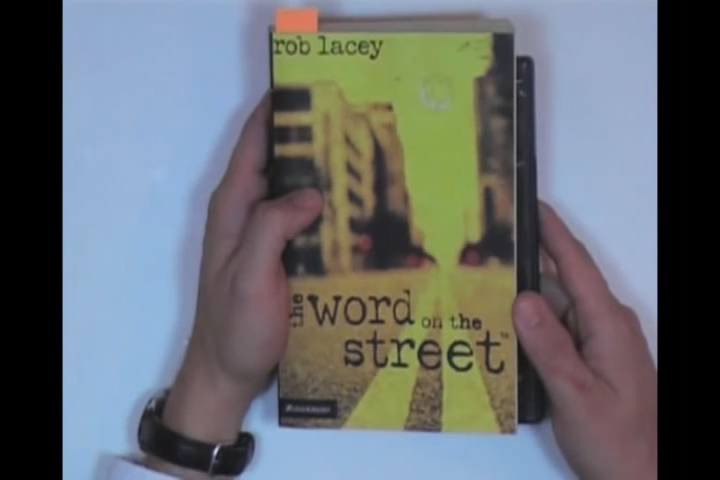 rob lacey
the word on the
street™